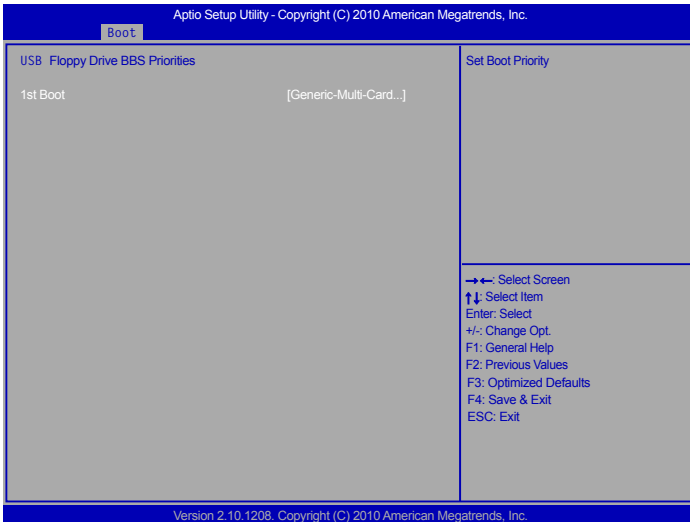 Aptio Setup Utility - Copyright (C) 2010 American Megatrends, Inc.
Boot
USB Floppy Drive BBS Priorities
1st Boot [Generic-Multi-Card...]
Set Boot Priority
→←: Select Screen
↑↓: Select Item
Enter: Select
+/-: Change Opt.
F1: General Help
F2: Previous Values
F3: Optimized Defaults
F4: Save & Exit
ESC: Exit
Version 2.10.1208. Copyright (C) 2010 American Megatrends, Inc.